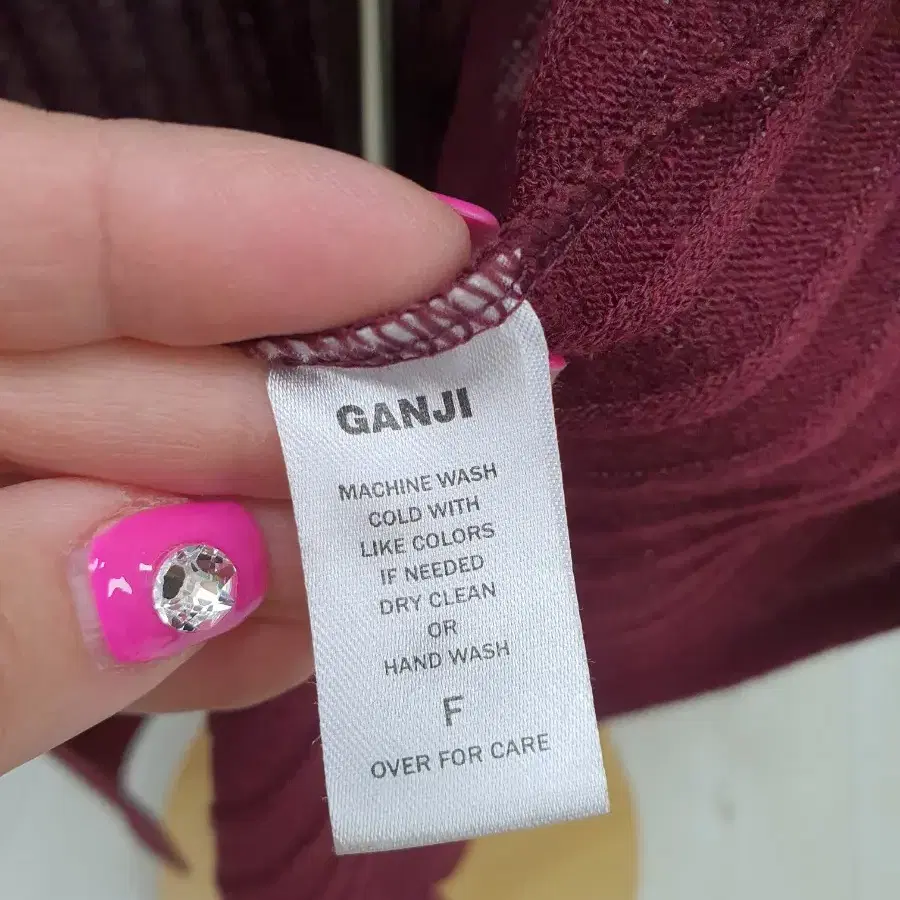 GANJI
MACHINE WASH
COLD WITH
LIKE COLORS
IF NEEDED
DRY CLEAN
OR
HAND WASH
F
OVER FOR CARE